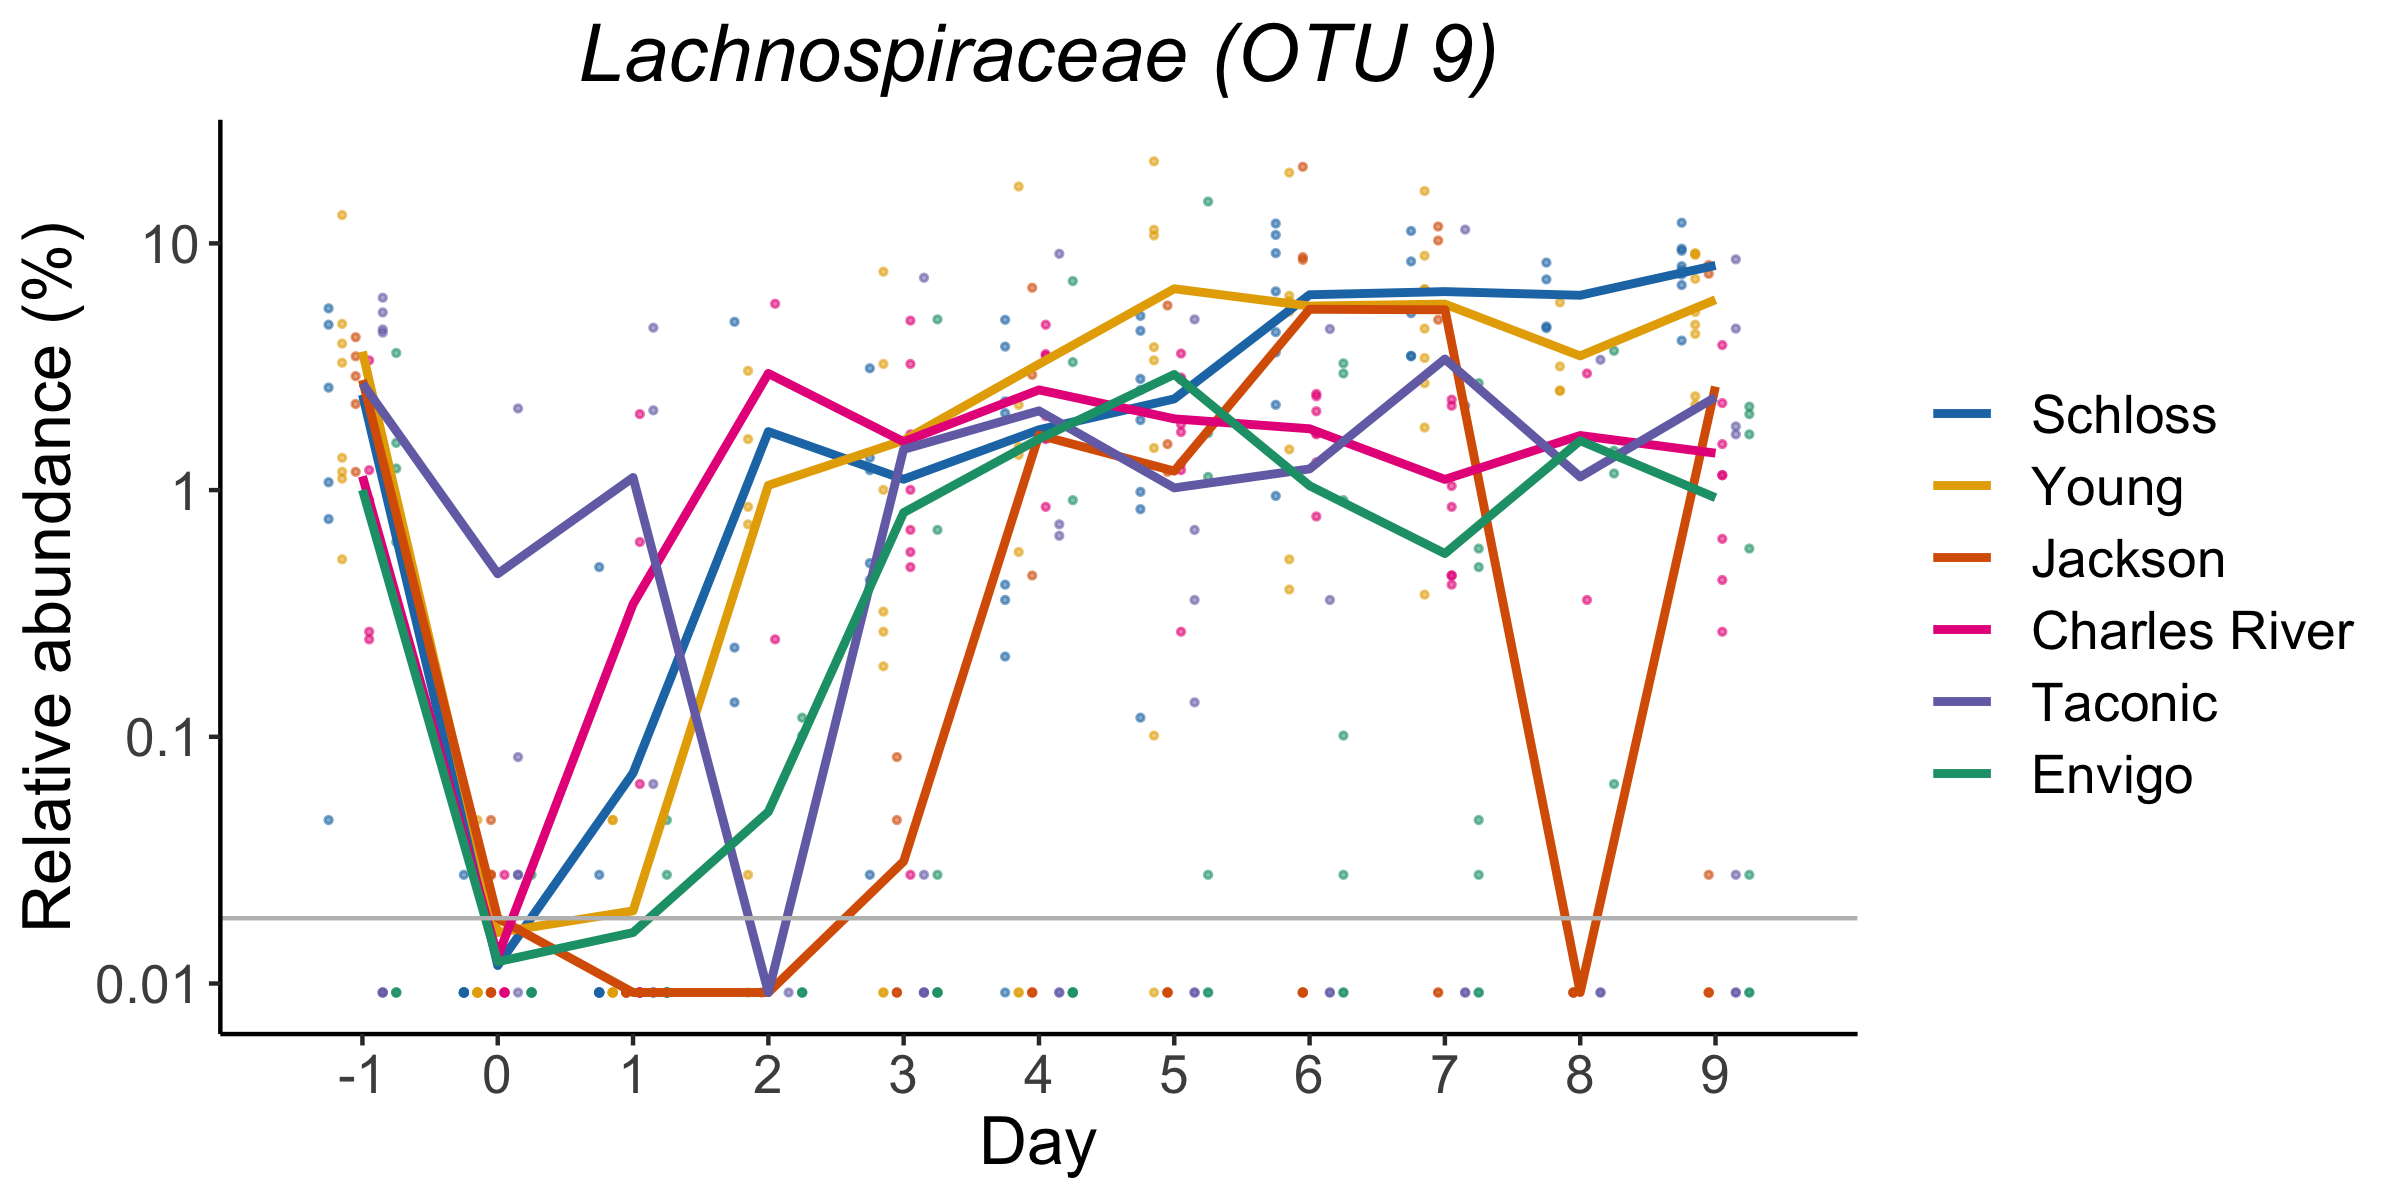 Lachnospiraceae (OTU 9)
Relative abundance (%)
10
1
0.1
0.01
-1 0 1 2 3 4 5 6 7 8 9
Day
Schloss
Young
Jackson
Charles River
Taconic
Envigo